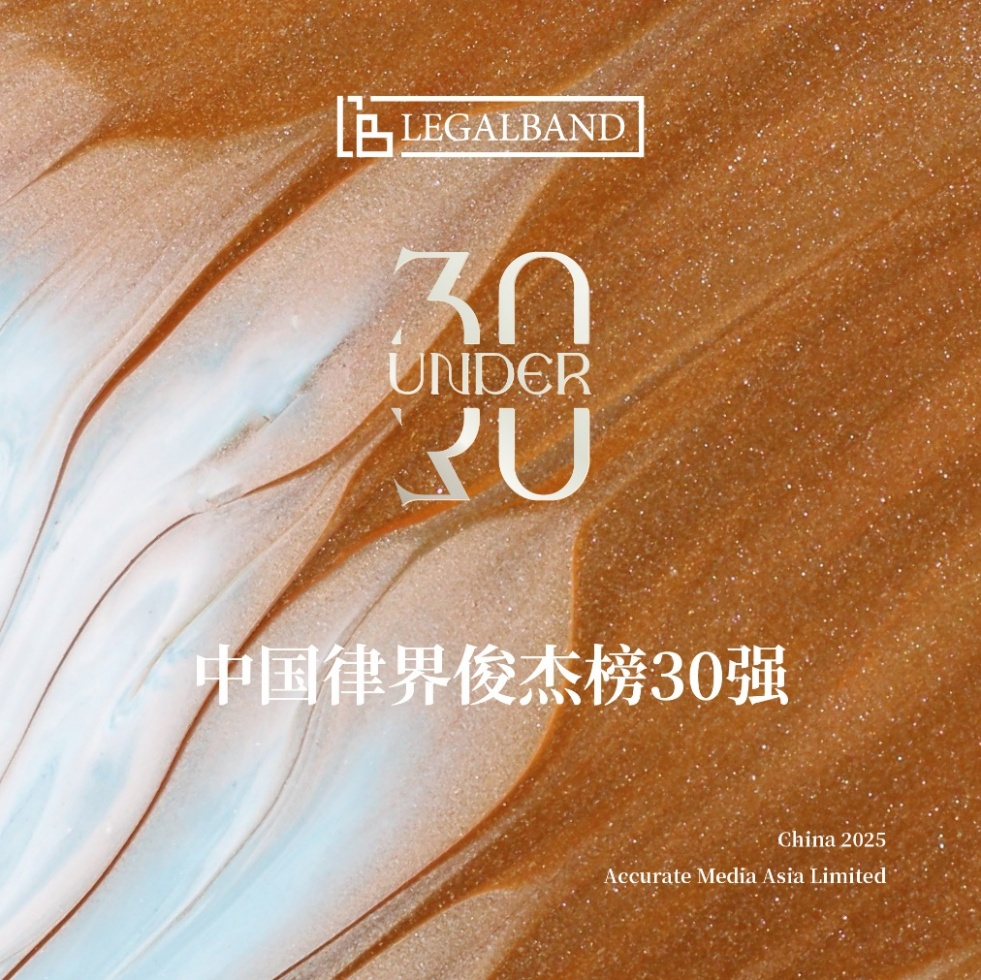 LEGALBAND
30
UNDER
30
中国律界俊杰榜30强
China 2025
Accurate Media Asia Limited